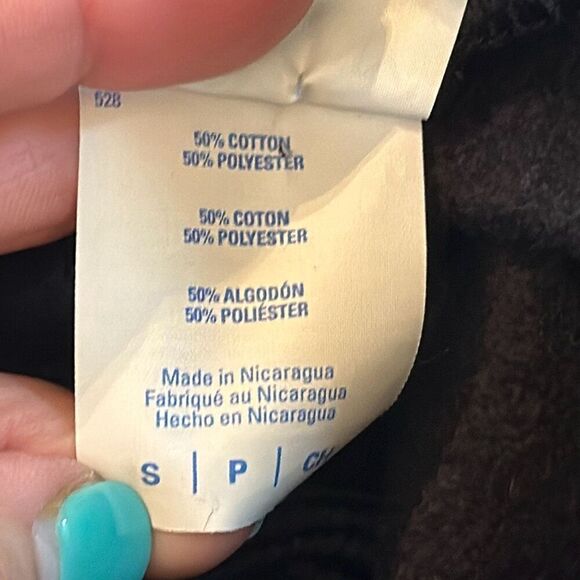 528
50% COTTON
50% POLYESTER
50% COTON
50% POLYESTER
50% ALGODÓN
50% POLIÉSTER
Made in Nicaragua
Fabriqué au Nicaragua
Hecho en Nicaragua
S | P | CH